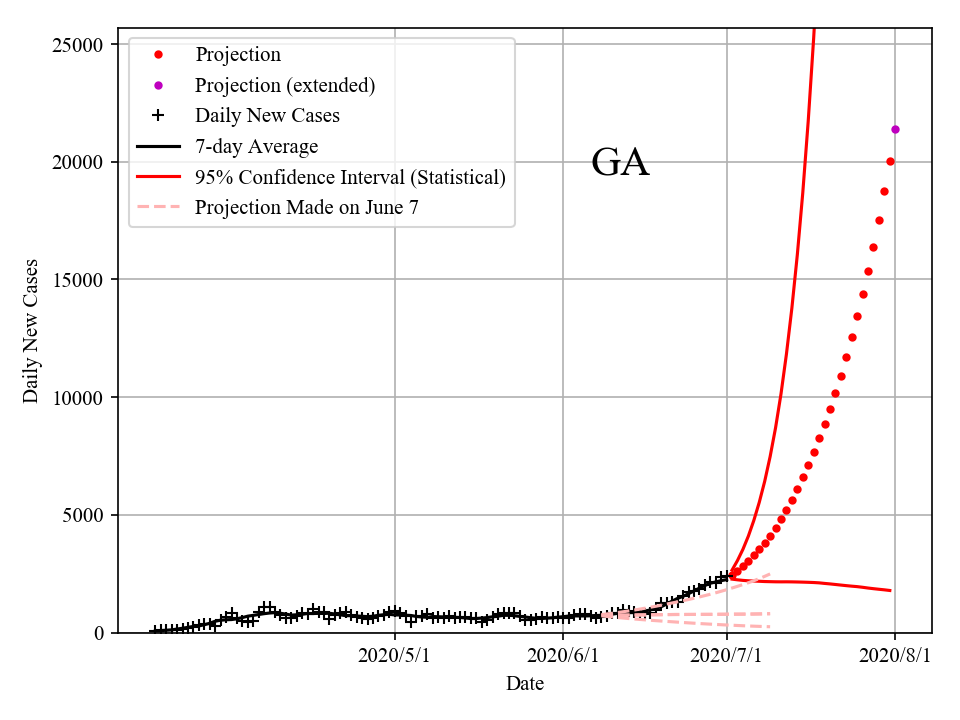 25000
20000
15000
10000
5000
0
Daily New Cases
Projection
Projection (extended)
Daily New Cases
7-day Average
95% Confidence Interval (Statistical)
Projection Made on June 7
GA
2020/5/1 2020/6/1 2020/7/1 2020/8/1
Date